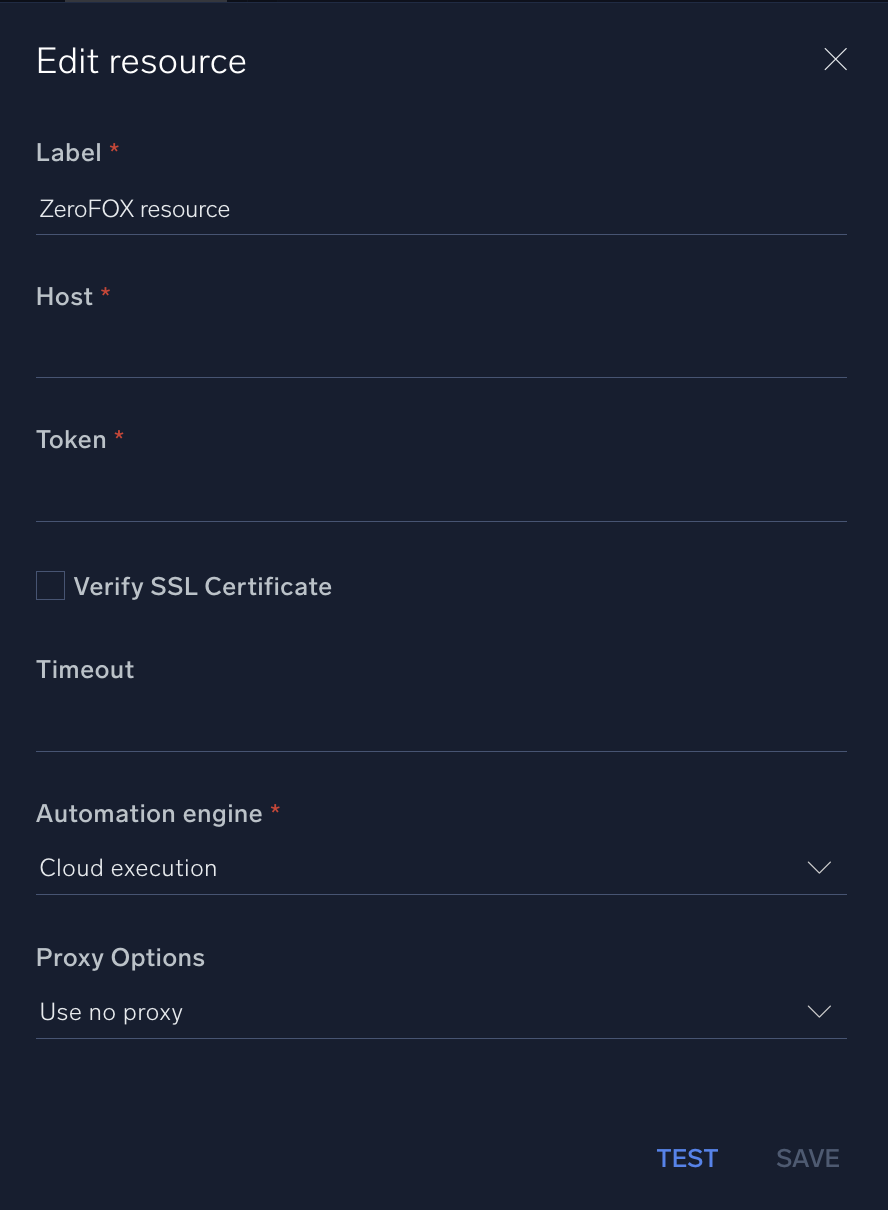 Edit resource
Label *
ZeroFOX resource
Host *
Token *
Verify SSL Certificate
Timeout
Automation engine *
Cloud execution
Proxy Options
Use no proxy
TEST SAVE